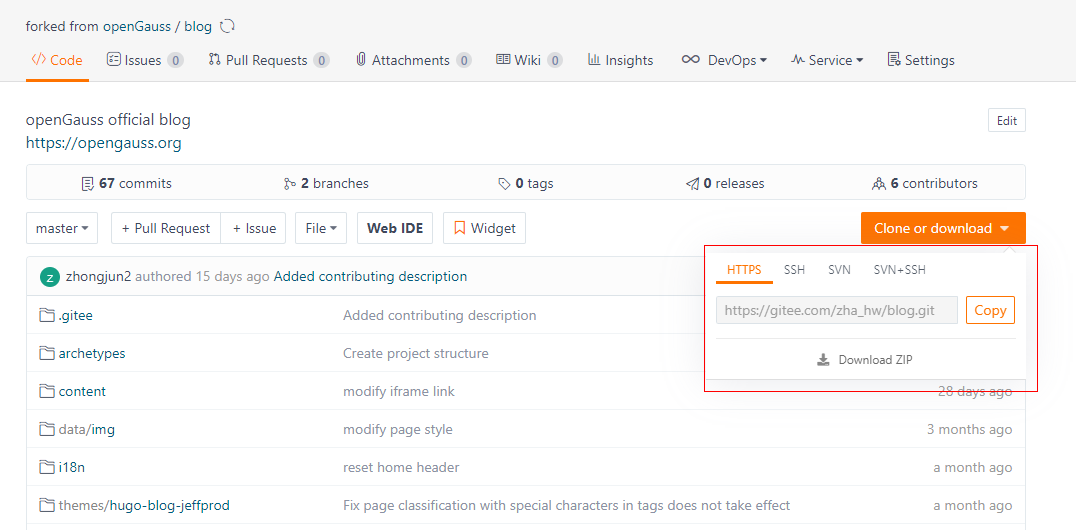 forked from openGauss / blog
Code Issues 0 Pull Requests 0 Attachments 0 Wiki 0 Insights DevOps Service Settings
openGauss official blog
Edit
https://opengauss.org
67 commits 2 branches 0 tags 0 releases 6 contributors
master + Pull Request + Issue File Web IDE Widget Clone or download
HTTPS SSH SVN SVN+SSH
z zhongjun2 authored 15 days ago Added contributing description
https://gitee.com/zha_hw/blog.git Copy
.gitee Added contributing description
archetypes Create project structure
Download ZIP
content modify iframe link 28 days ago
data/img modify page style 3 months ago
i18n reset home header a month ago
themes/hugo-blog-jeffprod Fix page classification with special characters in tags does not take effect a month ago